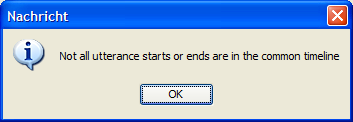 Nachricht
Not all utterance starts or ends are in the common timeline
OK